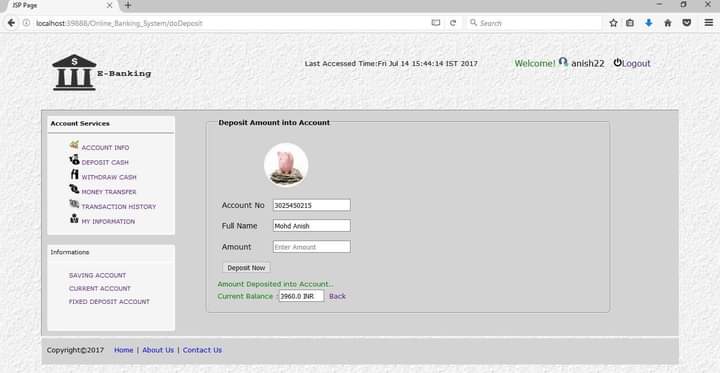 JSP Page
localhost:39888/Online_Banking_System/doDeposit
Search
$
E-Banking
Last Accessed Time:Fri Jul 14 15:44:14 IST 2017
Welcome! anish22 Logout
Account Services
ACCOUNT INFO
DEPOSIT CASH
WITHDRAW CASH
MONEY TRANSFER
TRANSACTION HISTORY
MY INFORMATION
Informations
SAVING ACCOUNT
CURRENT ACCOUNT
FIXED DEPOSIT ACCOUNT
Deposit Amount into Account
Account No 3025450215
Full Name Mohd Anish
Amount Enter Amount
Deposit Now
Amount Deposited into Account..
Current Balance :3960.0 INR Back
Copyright©2017 Home | About Us | Contact Us